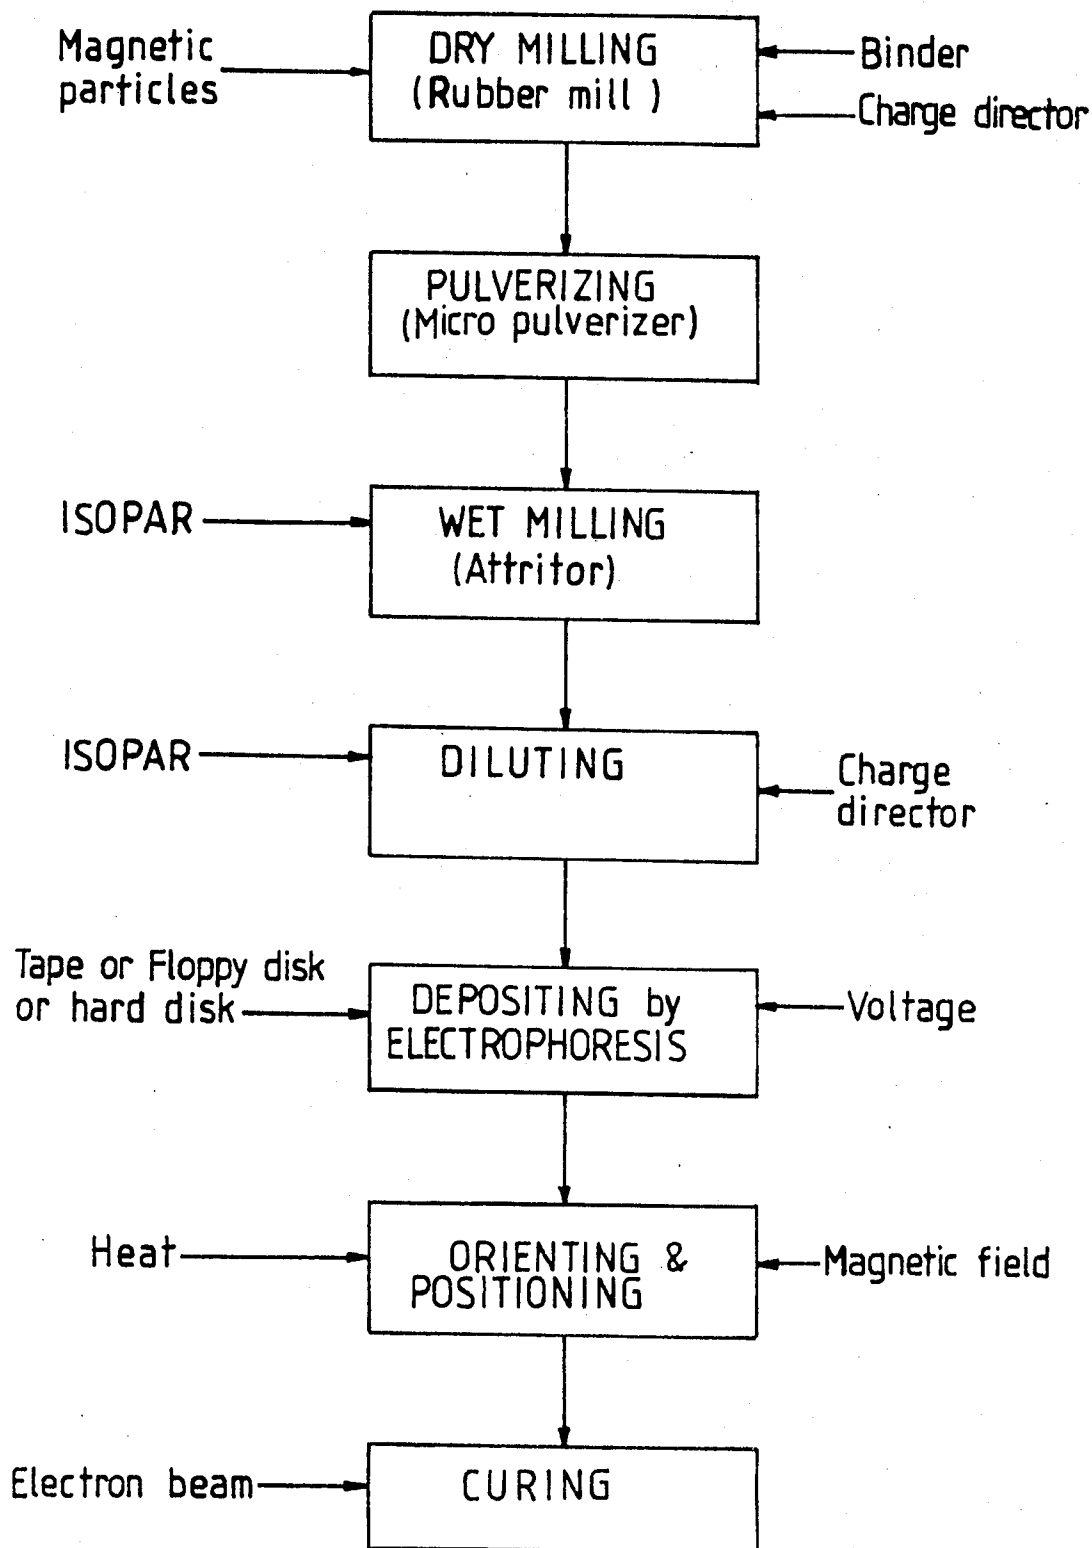 Magnetic
particles
DRY MILLING
(Rubber mill )
Binder
Charge director
PULVERIZING
(Micro pulverizer)
ISOPAR
WET MILLING
(Attritor)
ISOPAR
DILUTING
Charge
director
Tape or Floppy disk
or hard disk
DEPOSITING by
ELECTROPHORESIS
Voltage
Heat
ORIENTING &
POSITIONING
Magnetic field
Electron beam
CURING